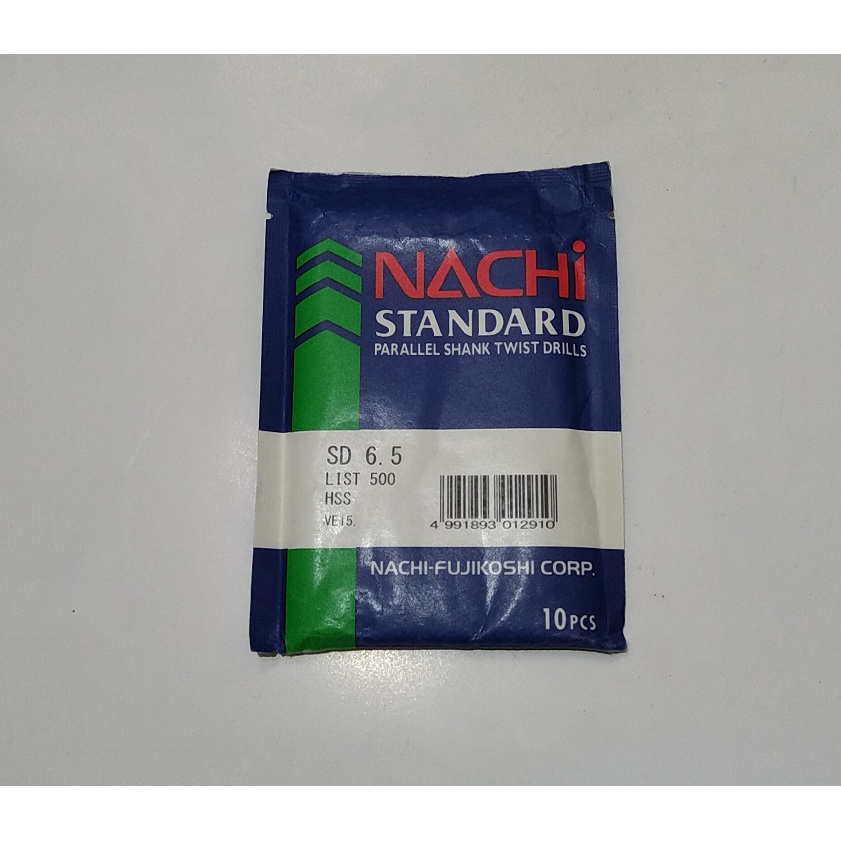 NACHi
STANDARD
PARALLEL SHANK TWIST DRILLS
SD 6.5
LIST 500
HSS
VE15.
4 991893 012910
NACHI-FUJIKOSHI CORP.
10PCS